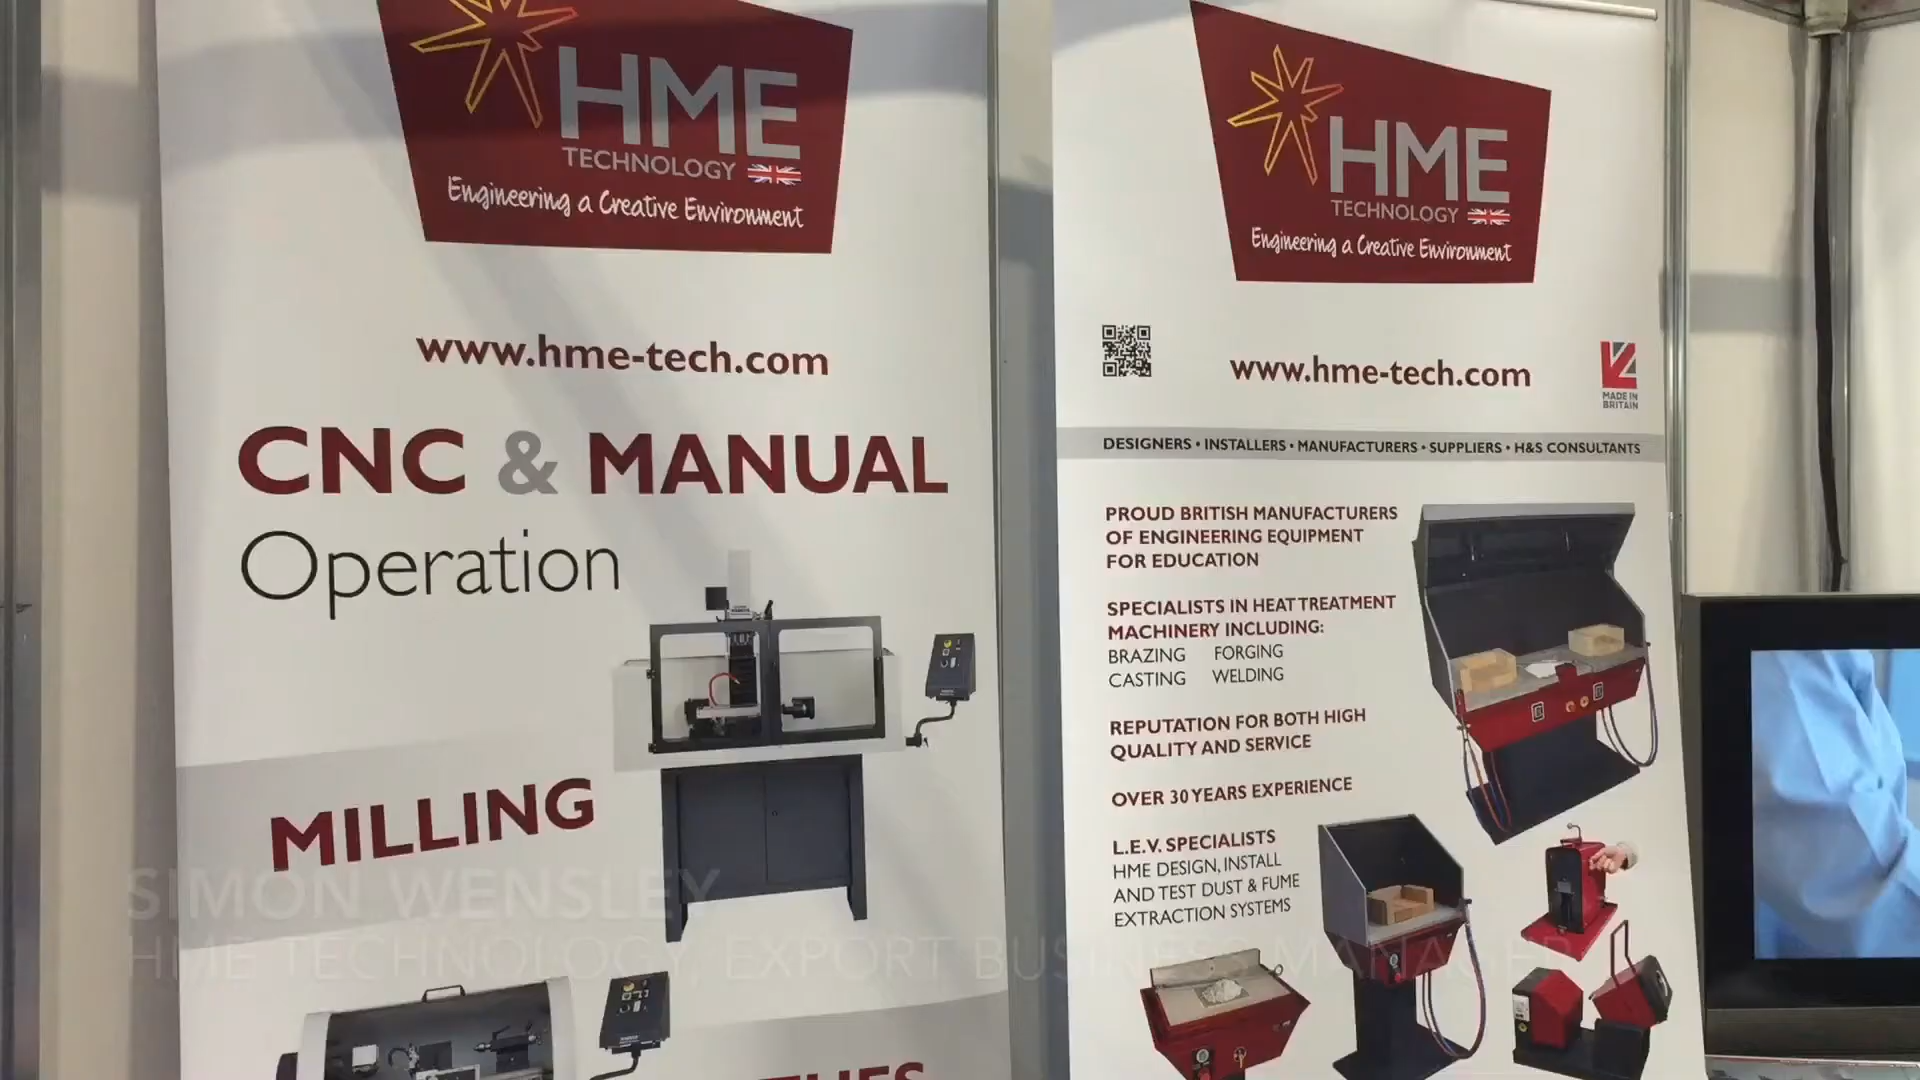 HME
TECHNOLOGY
Engineering a Creative Environment
www.hme-tech.com
CNC & MANUAL
Operation
MILLING
HME
TECHNOLOGY
Engineering a Creative Environment
www.hme-tech.com
MADE IN
BRITAIN
DESIGNERS • INSTALLERS • MANUFACTURERS • SUPPLIERS • H&S CONSULTANTS
PROUD BRITISH MANUFACTURERS
OF ENGINEERING EQUIPMENT
FOR EDUCATION
SPECIALISTS IN HEAT TREATMENT
MACHINERY INCLUDING:
BRAZING FORGING
CASTING WELDING
REPUTATION FOR BOTH HIGH
QUALITY AND SERVICE
OVER 30 YEARS EXPERIENCE
L.E.V. SPECIALISTS
HME DESIGN, INSTALL
AND TEST DUST & FUME
EXTRACTION SYSTEMS
SIMON WENSLEY
HME TECHNOLOGY, EXPORT BUSINESS MANAGER